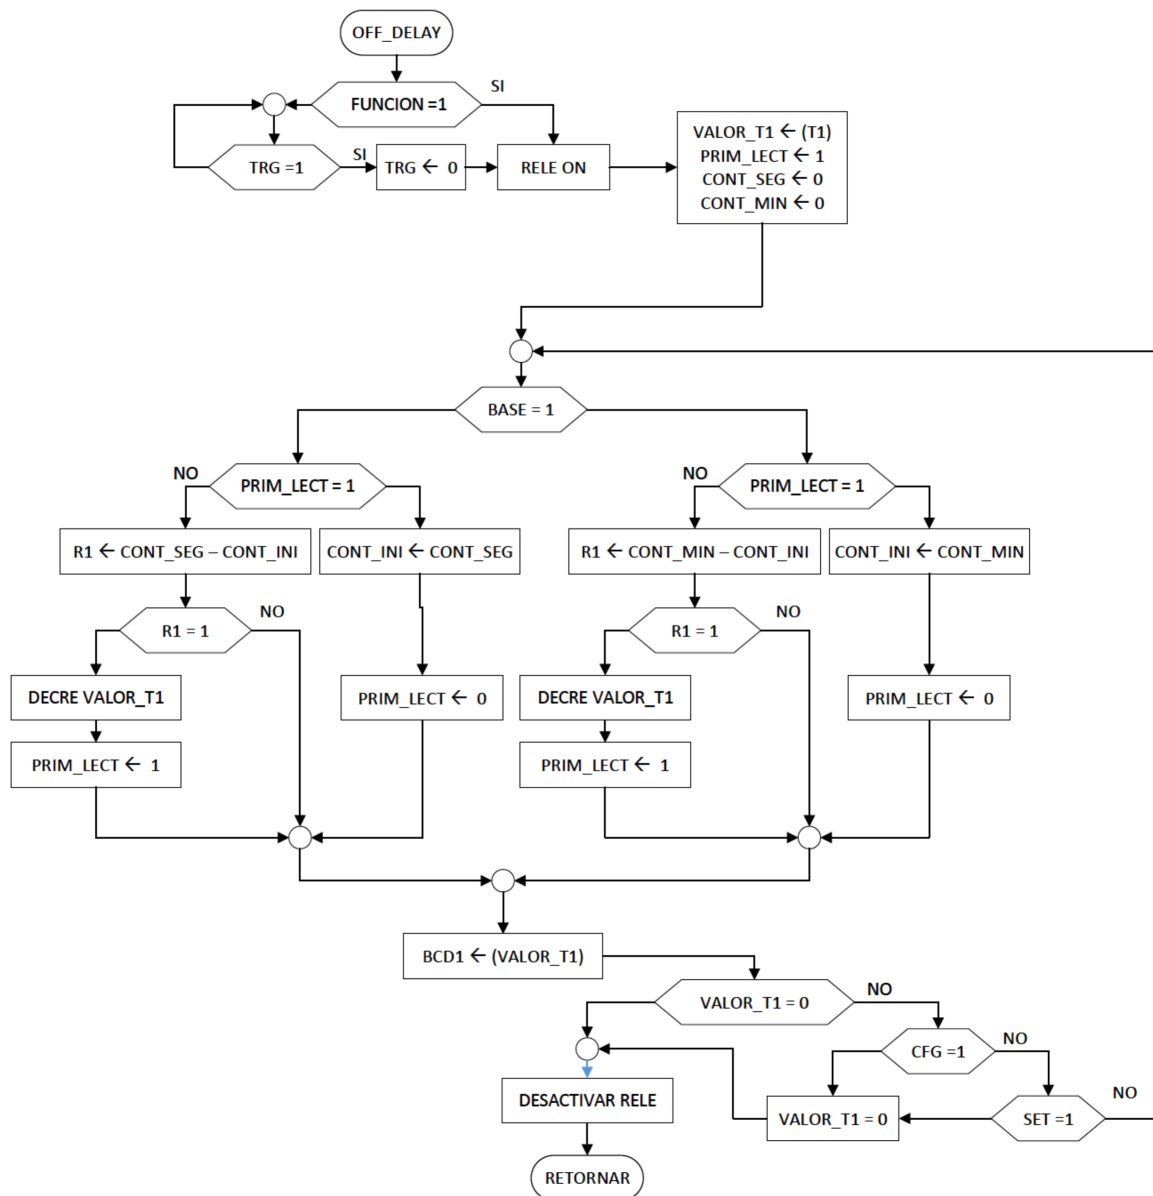 OFF_DELAY
FUNCION =1
SI
TRG =1
SI
TRG ← 0
RELE ON
VALOR_T1 ← (T1)
PRIM_LECT ← 1
CONT_SEG ← 0
CONT_MIN ← 0
BASE = 1
NO
PRIM_LECT = 1
NO
PRIM_LECT = 1
R1 ← CONT_SEG – CONT_INI
CONT_INI ← CONT_SEG
R1 ← CONT_MIN – CONT_INI
CONT_INI ← CONT_MIN
R1 = 1
NO
R1 = 1
NO
DECRE VALOR_T1
PRIM_LECT ← 0
DECRE VALOR_T1
PRIM_LECT ← 0
PRIM_LECT ← 1
PRIM_LECT ← 1
BCD1 ← (VALOR_T1)
VALOR_T1 = 0
NO
CFG =1
NO
DESACTIVAR RELE
VALOR_T1 = 0
SET =1
NO
RETORNAR